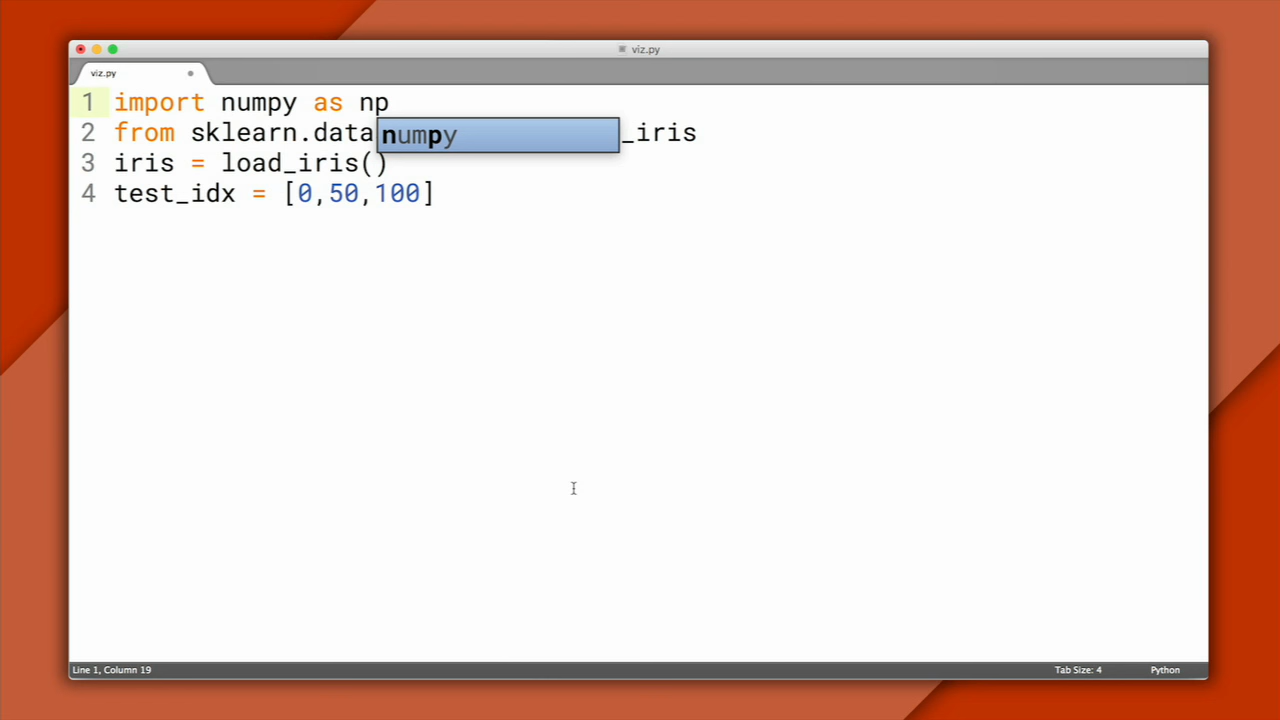 viz.py
viz.py
1 import numpy as np
2 from sklearn.data _iris
numpy
3 iris = load_iris()
4 test_idx = [0,50,100]
Line 1, Column 19
Tab Size: 4
Python